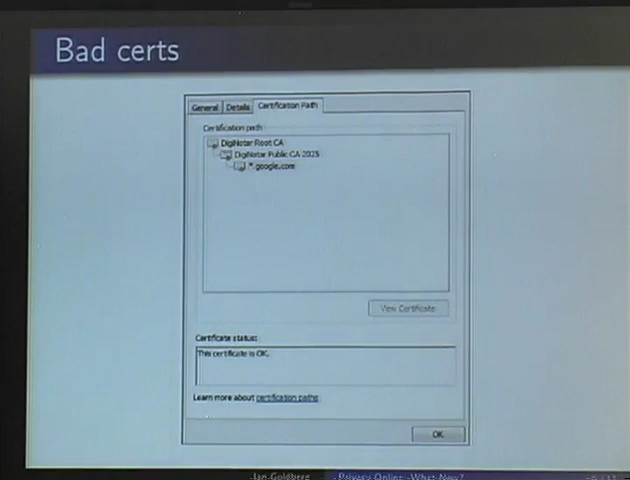 Bad certs
General Details Certification Path
Certification path
DigiNotar Root CA
DigiNotar Public CA 2025
*.google.com
View Certificate
Certificate status:
This certificate is OK.
Learn more about certification paths
OK
Ian Goldberg Privacy Online - What Now?